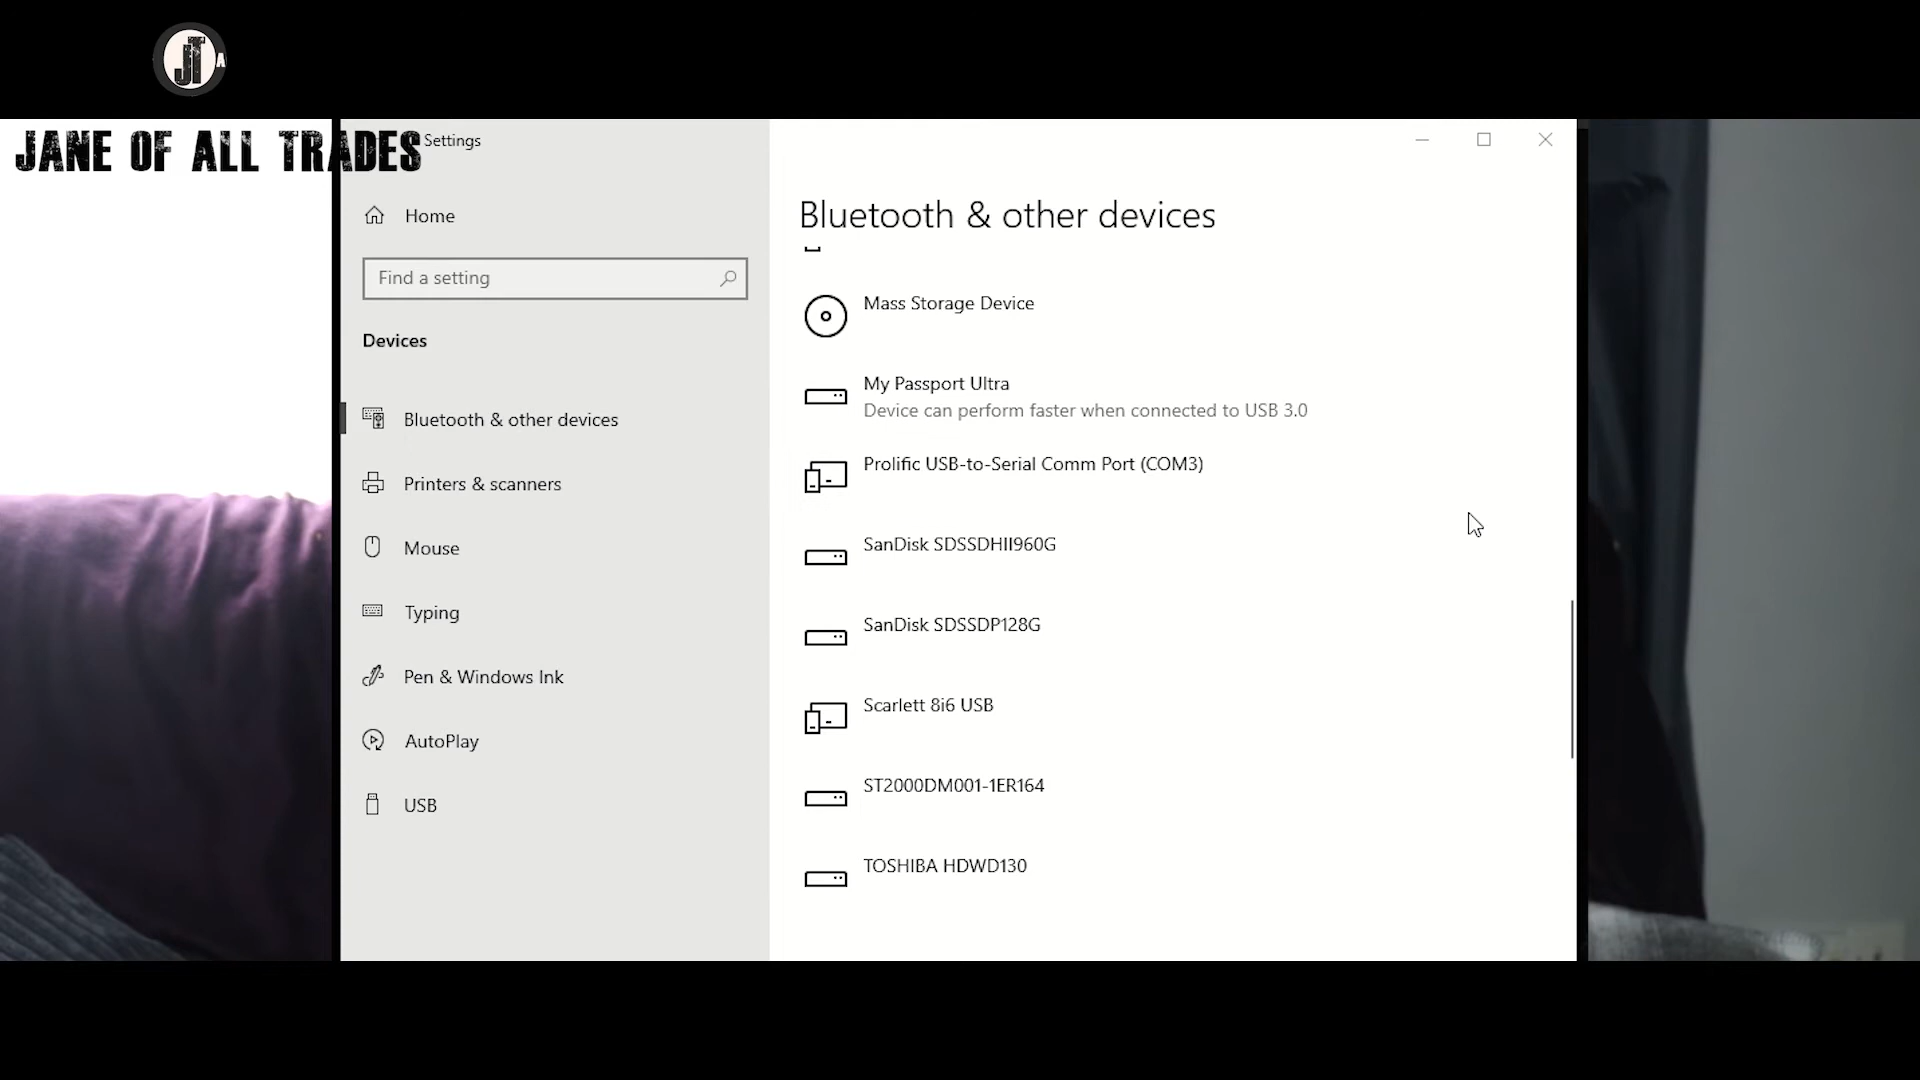 JT
A
JANE OF ALL TRADES
Settings
Home
Find a setting
Devices
Bluetooth & other devices
Printers & scanners
Mouse
Typing
Pen & Windows Ink
AutoPlay
USB
Bluetooth & other devices
Mass Storage Device
My Passport Ultra
Device can perform faster when connected to USB 3.0
Prolific USB-to-Serial Comm Port (COM3)
SanDisk SDSSDHII960G
SanDisk SDSSDP128G
Scarlett 8i6 USB
ST2000DM001-1ER164
TOSHIBA HDWD130